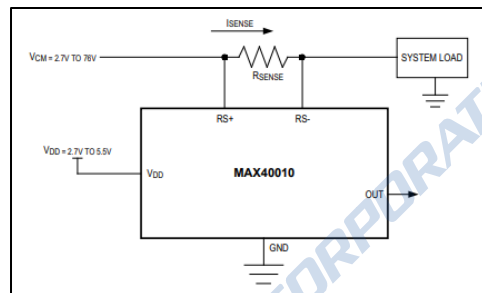 ISENSE
VCM = 2.7V TO 76V
RSENSE
SYSTEM LOAD
RS+ RS-
VDD = 2.7V TO 5.5V
VDD
MAX40010
OUT
GND
CORPORAT